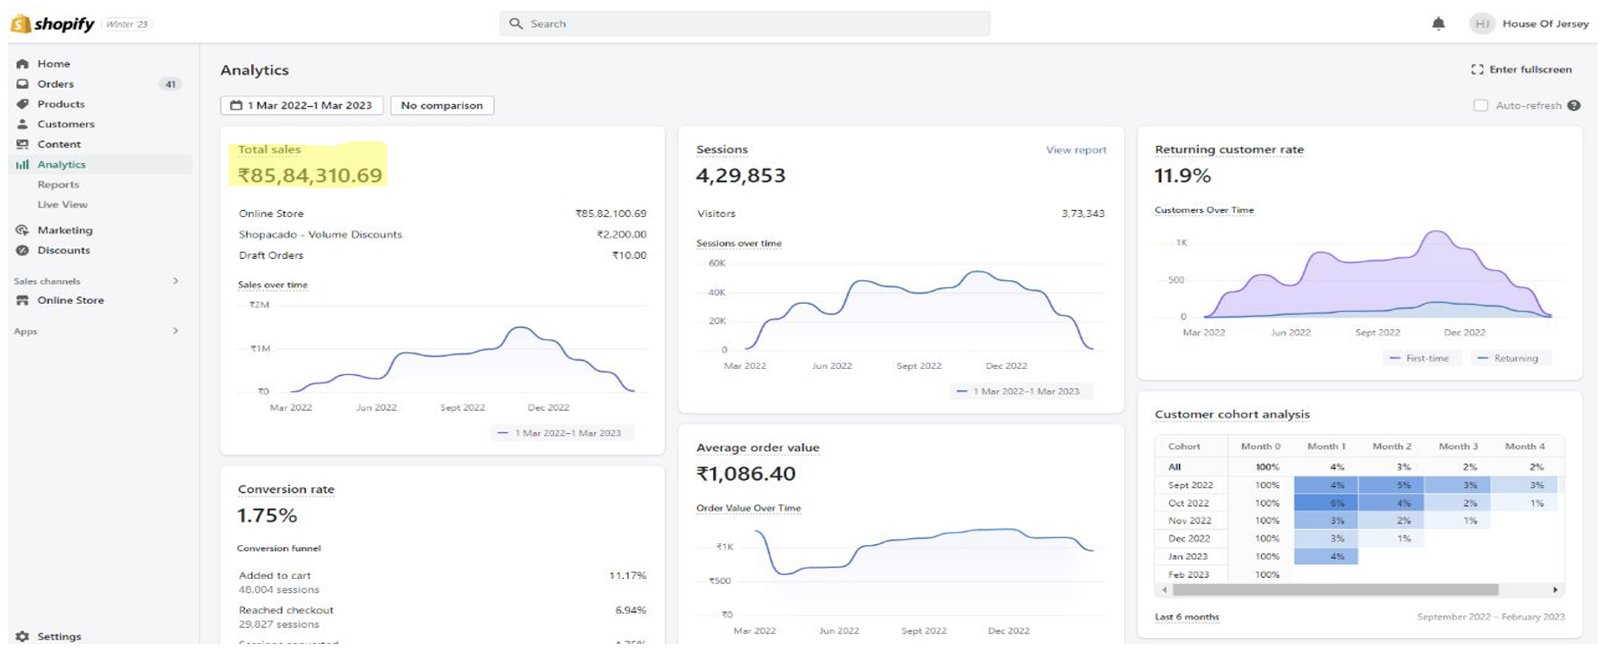 shopify Winter '23
Search
HJ House Of Jersey
Home
Orders 41
Products
Customers
Content
Analytics
Reports
Live View
Marketing
Discounts
Sales channels
Online Store
Apps
Settings
Analytics
Enter fullscreen
1 Mar 2022–1 Mar 2023 No comparison
Auto-refresh ?
Total sales
₹85,84,310.69
Online Store ₹85,82,100.69
Shopacado - Volume Discounts ₹2,200.00
Draft Orders ₹10.00
Sales over time
₹2M
₹1M
₹0
Mar 2022 Jun 2022 Sept 2022 Dec 2022
1 Mar 2022–1 Mar 2023
Conversion rate
1.75%
Conversion funnel
Added to cart 11.17%
48,004 sessions
Reached checkout 6.94%
29,827 sessions
Sessions View report
4,29,853
Visitors 3,73,343
Sessions over time
60K
40K
20K
0
Mar 2022 Jun 2022 Sept 2022 Dec 2022
1 Mar 2022–1 Mar 2023
Average order value
₹1,086.40
Order Value Over Time
₹1K
₹500
₹0
Mar 2022 Jun 2022 Sept 2022 Dec 2022
Returning customer rate
11.9%
Customers Over Time
1K
500
0
Mar 2022 Jun 2022 Sept 2022 Dec 2022
First-time Returning
Customer cohort analysis
Cohort Month 0 Month 1 Month 2 Month 3 Month 4
All 100% 4% 3% 2% 2%
Sept 2022 100% 4% 5% 3% 3%
Oct 2022 100% 6% 4% 2% 1%
Nov 2022 100% 3% 2% 1%
Dec 2022 100% 3% 1%
Jan 2023 100% 4%
Feb 2023 100%
Last 6 months September 2022 – February 2023